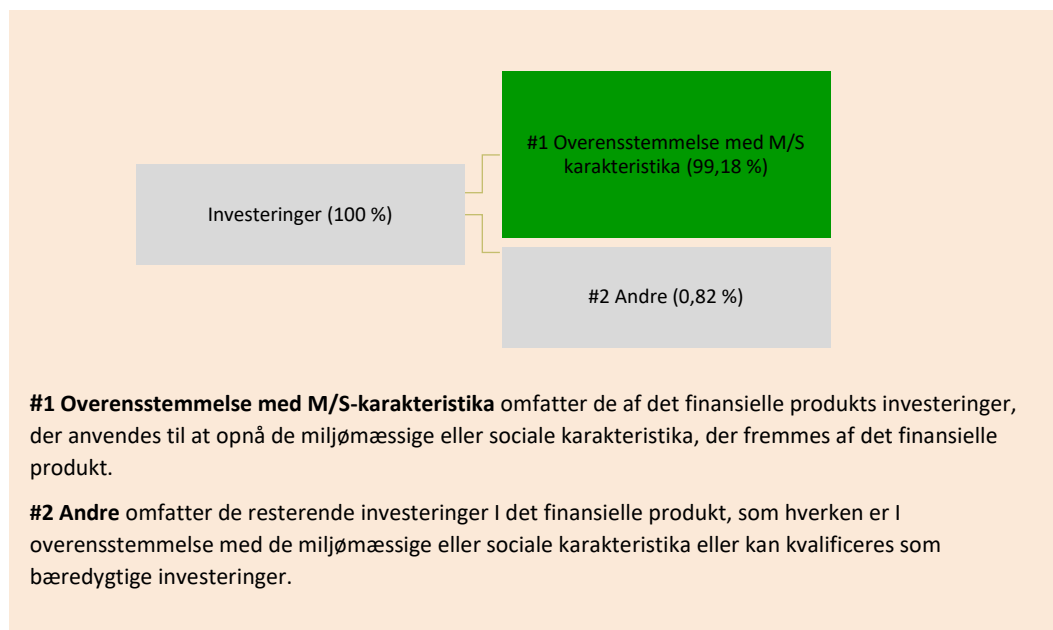 #1 Overensstemmelse med M/S
karakteristika (99,18 %)
Investeringer (100 %)
#2 Andre (0,82 %)
#1 Overensstemmelse med M/S-karakteristika omfatter de af det finansielle produkts investeringer,
der anvendes til at opnå de miljømæssige eller sociale karakteristika, der fremmes af det finansielle
produkt.
#2 Andre omfatter de resterende investeringer I det finansielle produkt, som hverken er I
overensstemmelse med de miljømæssige eller sociale karakteristika eller kan kvalificeres som
bæredygtige investeringer.